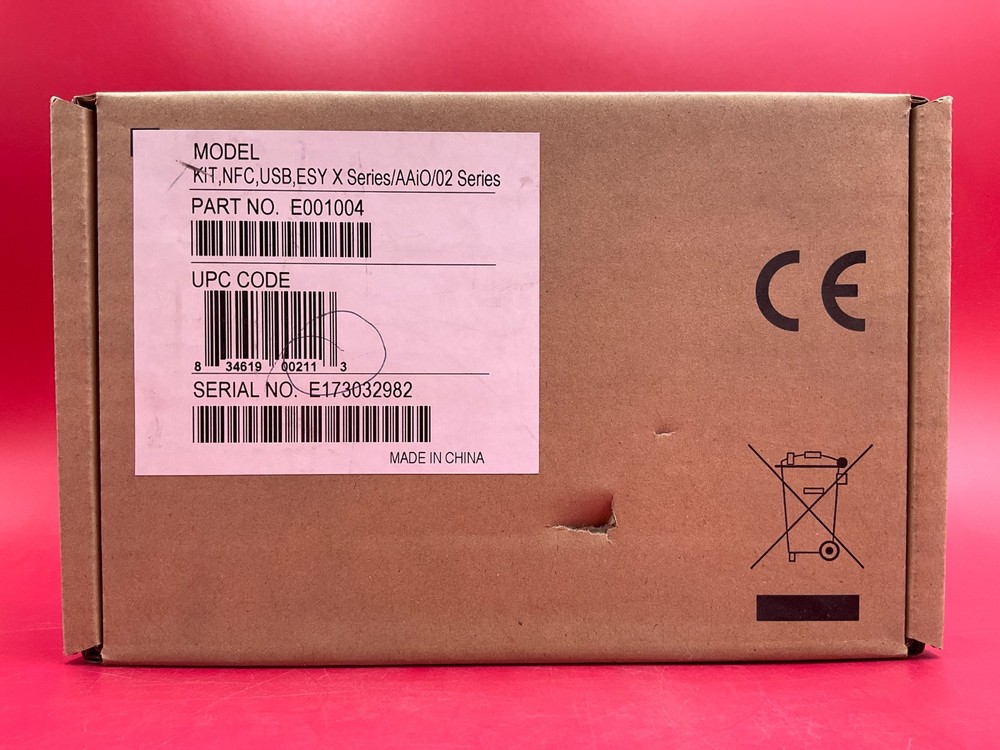 MODEL
KIT,NFC,USB,ESY X Series/AAiO/02 Series
PART NO. E001004
UPC CODE
8 34619 00211 3
SERIAL NO. E173032982
MADE IN CHINA
CE